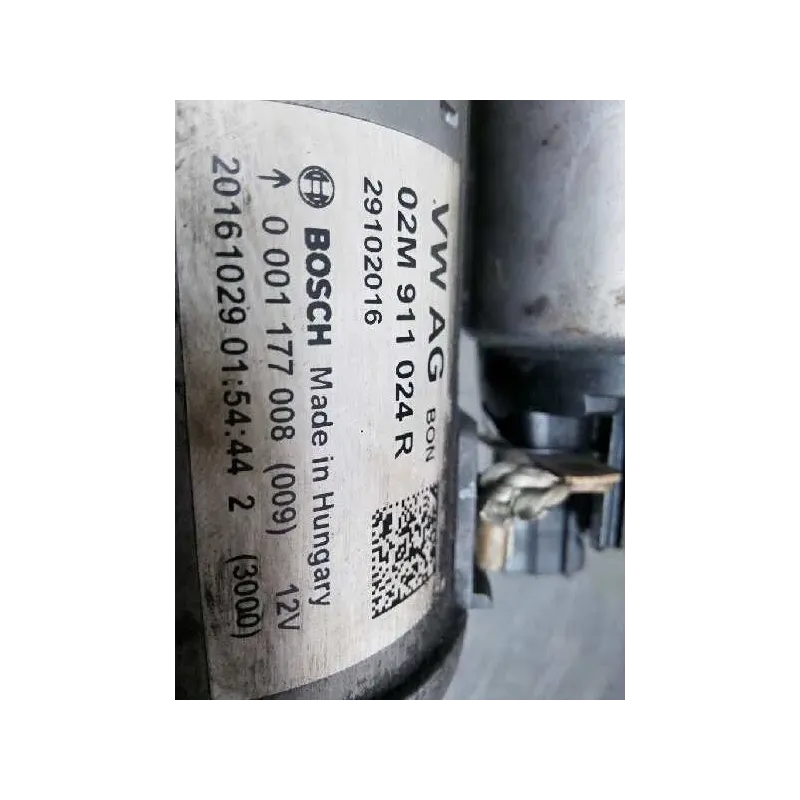 VW AG BON
02M 911 024 R
29102016
BOSCH Made in Hungary
↑ 0 001 177 008 (009) 12V
20161029 01:54:44 2 (3000)